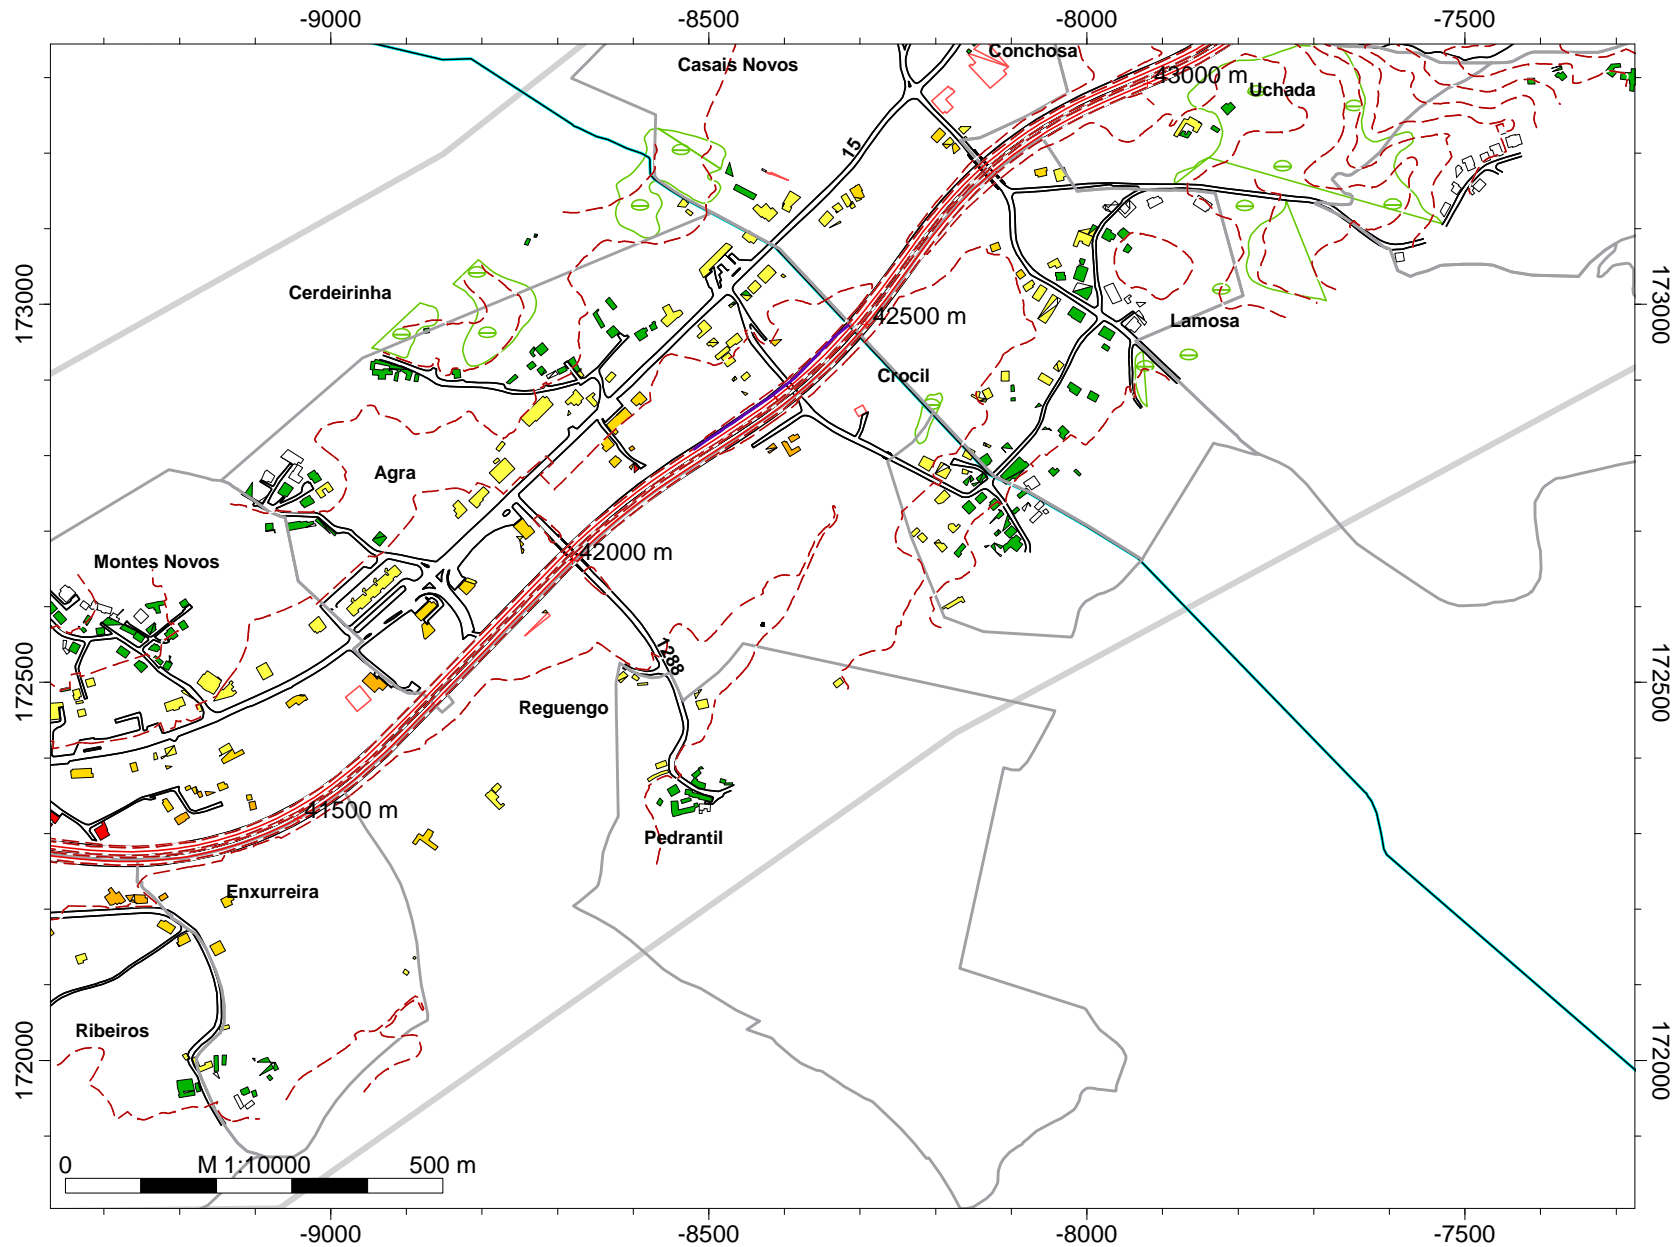 -9000 -8500 -8000 -7500
Conchosa
Casais Novos
43000 m
Uchada
15
173000
Cerdeirinha
42500 m
Lamosa
173000
Crocil
Agra
42000 m
Montes Novos
1288
172500
172500
Reguengo
41500 m
Pedrantil
Enxurreira
Ribeiros
172000
172000
0 M 1:10000 500 m
-9000 -8500 -8000 -7500